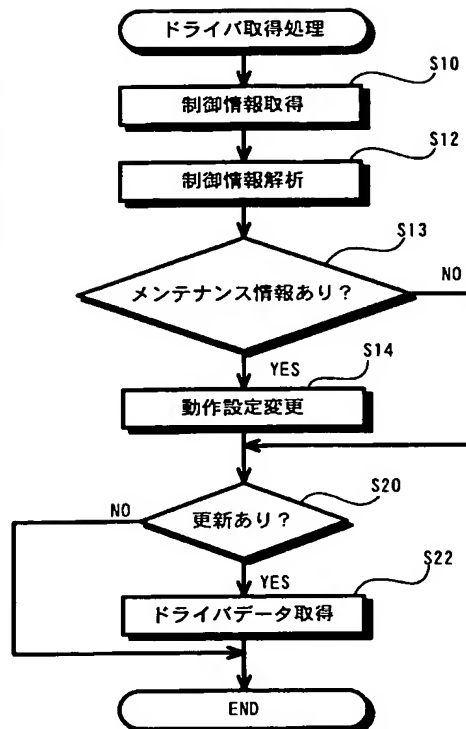 ドライバ取得処理
S10
制御情報取得
S12
制御情報解析
S13
メンテナンス情報あり？
NO
YES
S14
動作設定変更
S20
NO
更新あり？
YES
S22
ドライバデータ取得
END